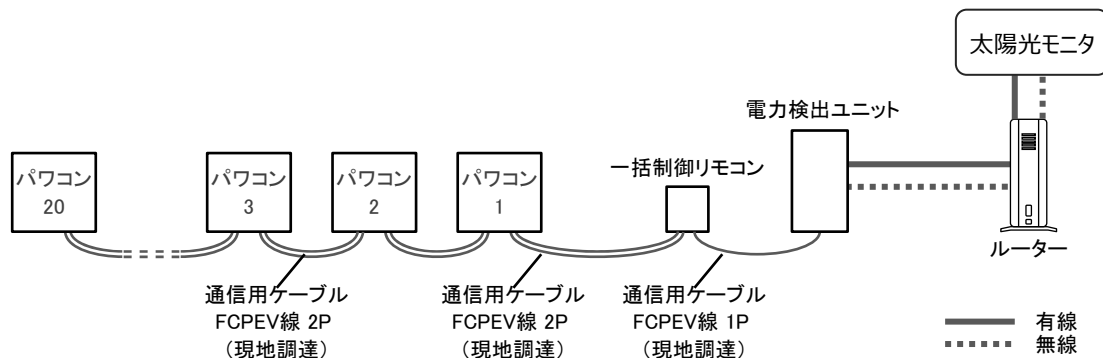 太陽光モニタ
電力検出ユニット
一括制御リモコン
パワコン
20
パワコン
3
パワコン
2
パワコン
1
ルーター
通信用ケーブル
FCPEV線 2P
（現地調達）
通信用ケーブル
FCPEV線 2P
（現地調達）
通信用ケーブル
FCPEV線 1P
（現地調達）
有線
無線